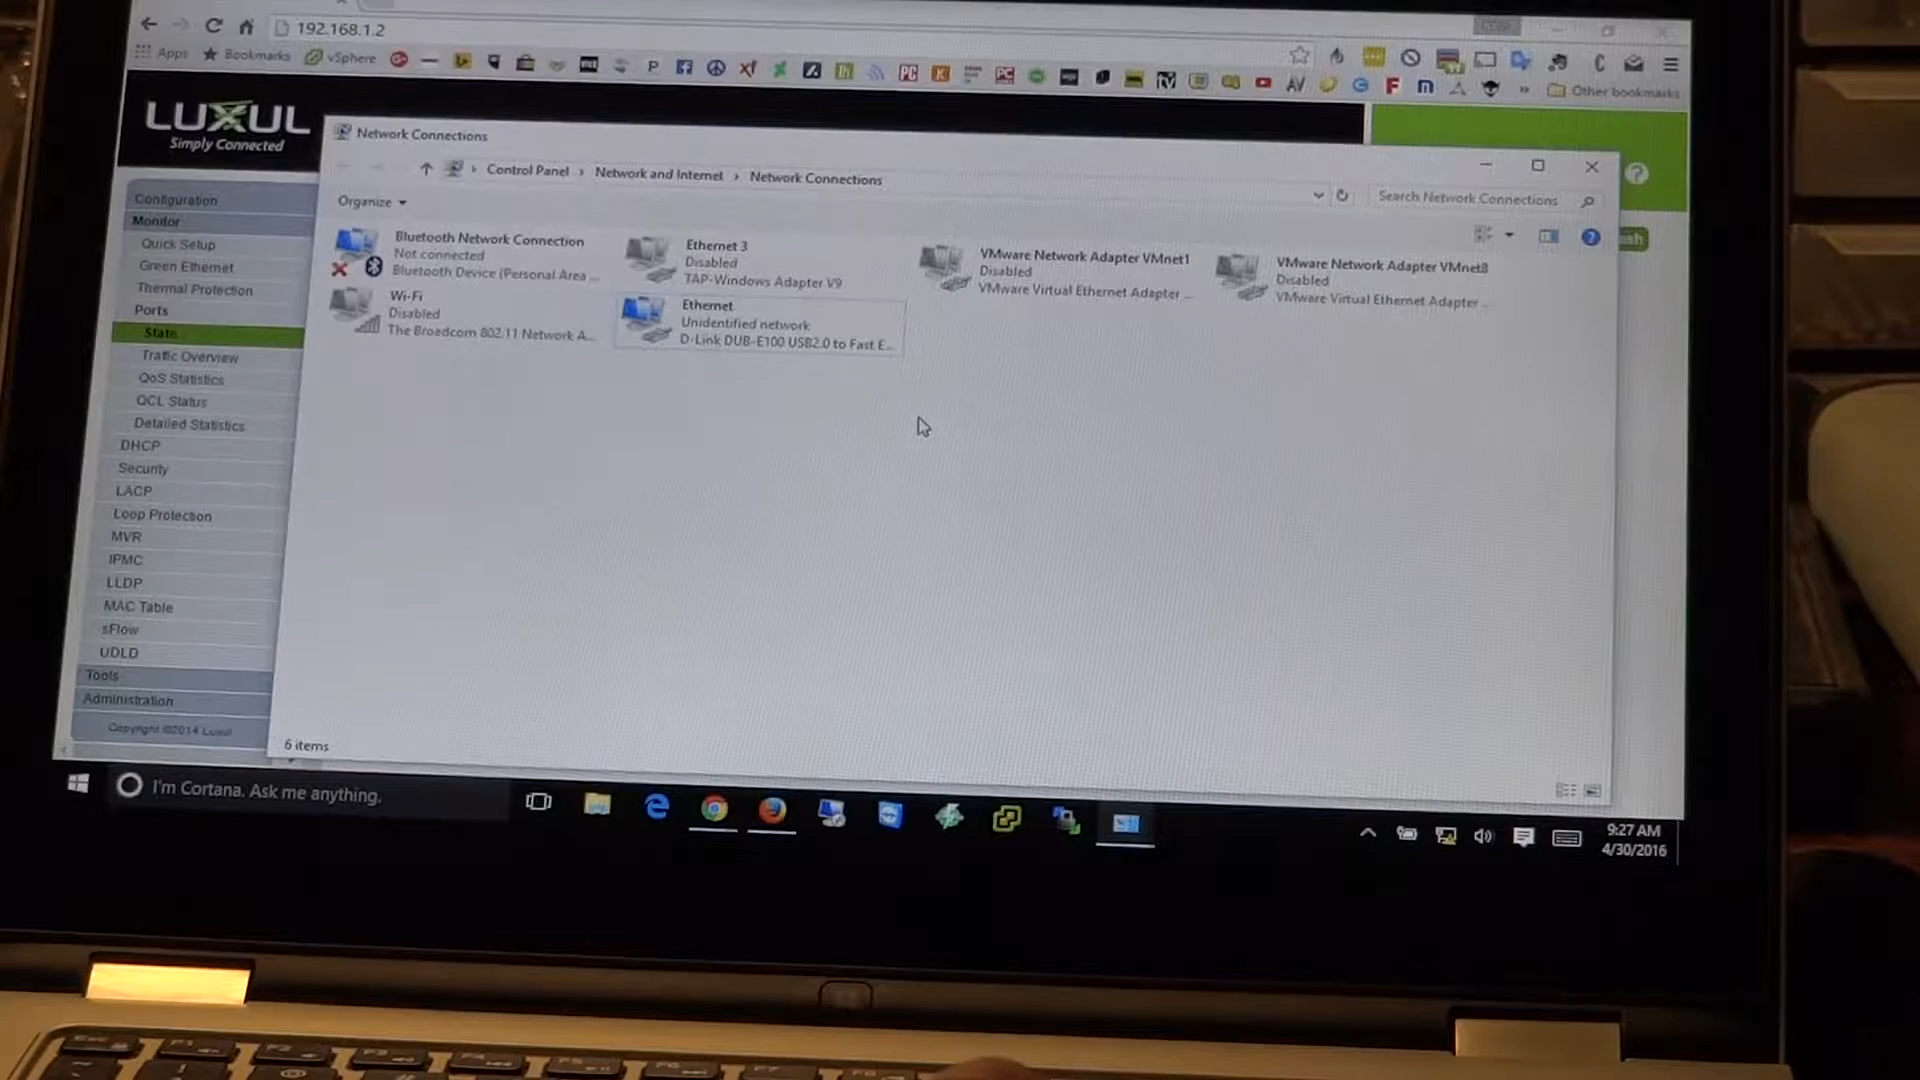 192.168.1.2
Apps
Bookmarks
vSphere
Other bookmarks
LUXUL
Simply Connected
Network Connections
Control Panel > Network and Internet > Network Connections
Search Network Connections
Organize
Bluetooth Network Connection
Not connected
Bluetooth Device (Personal Area ...
Ethernet 3
Disabled
TAP-Windows Adapter V9
VMware Network Adapter VMnet1
Disabled
VMware Virtual Ethernet Adapter ...
VMware Network Adapter VMnet8
Disabled
VMware Virtual Ethernet Adapter ...
Wi-Fi
Disabled
The Broadcom 802.11 Network A...
Ethernet
Unidentified network
D-Link DUB-E100 USB2.0 to Fast E...
Configuration
Monitor
Quick Setup
Green Ethernet
Thermal Protection
Ports
State
Traffic Overview
QoS Statistics
QCL Status
Detailed Statistics
DHCP
Security
LACP
Loop Protection
MVR
IPMC
LLDP
MAC Table
sFlow
UDLD
Tools
Administration
Copyright ©2014 Luxul
6 items
I'm Cortana. Ask me anything.
9:27 AM
4/30/2016